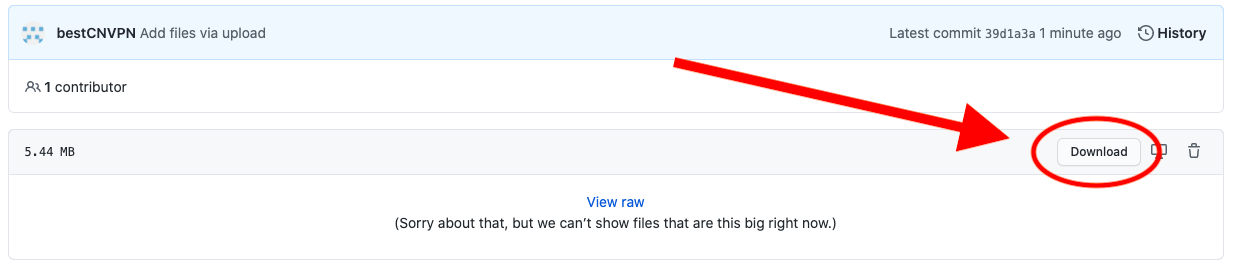 bestCNVPN Add files via upload Latest commit 39d1a3a 1 minute ago History
1 contributor
5.44 MB Download
View raw
(Sorry about that, but we can’t show files that are this big right now.)